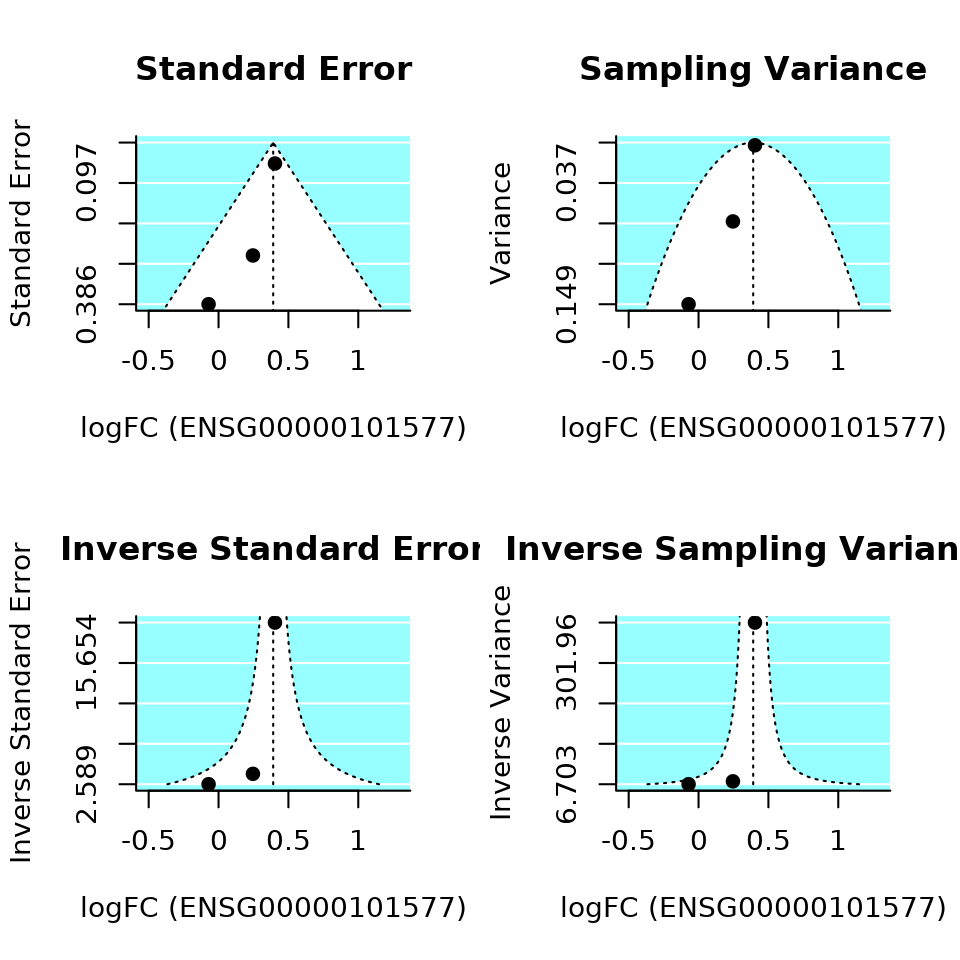 Standard Error
Standard Error
0.097
0.386
-0.5 0 0.5 1
logFC (ENSG00000101577)
Sampling Variance
Variance
0.037
0.149
-0.5 0 0.5 1
logFC (ENSG00000101577)
Inverse Standard Error
Inverse Standard Error
15.654
2.589
-0.5 0 0.5 1
logFC (ENSG00000101577)
Inverse Sampling Varian
Inverse Variance
301.96
6.703
-0.5 0 0.5 1
logFC (ENSG00000101577)